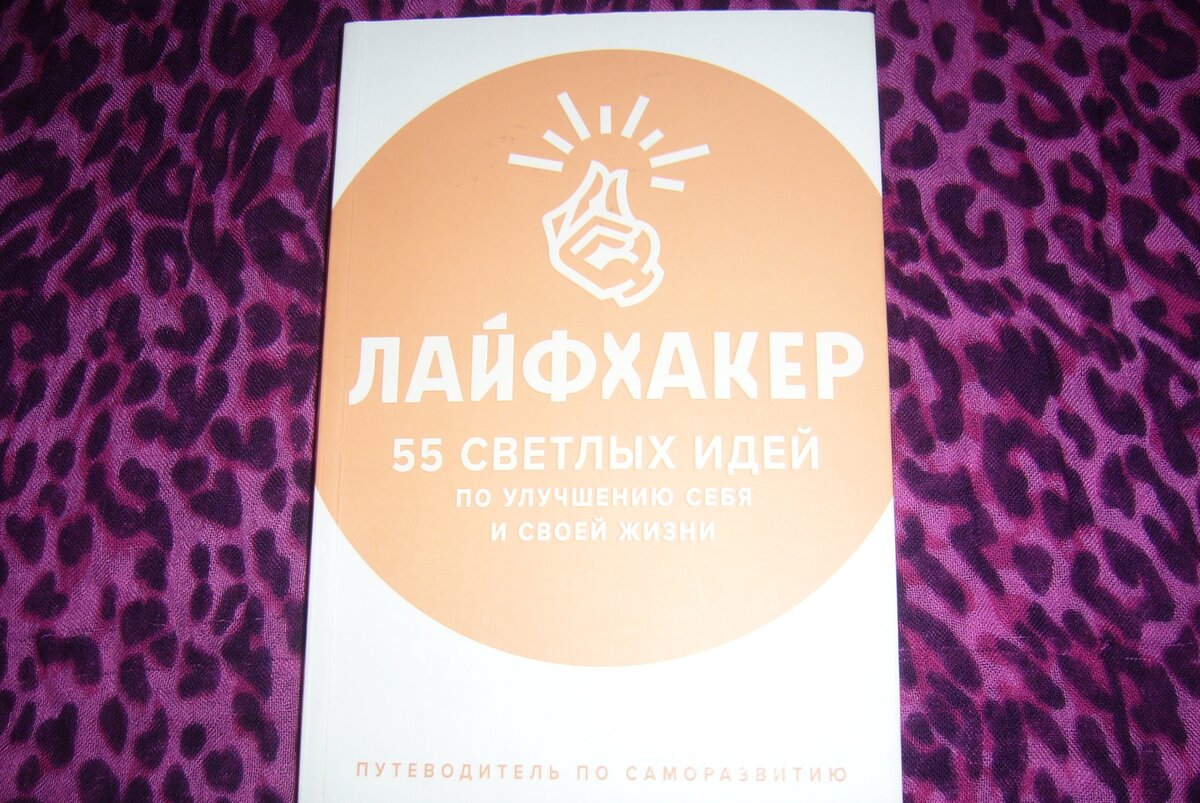 ЛАЙФХАКЕР
55 СВЕТЛЫХ ИДЕЙ
ПО УЛУЧШЕНИЮ СЕБЯ
И СВОЕЙ ЖИЗНИ
ПУТЕВОДИТЕЛЬ ПО САМОРАЗВИТИЮ